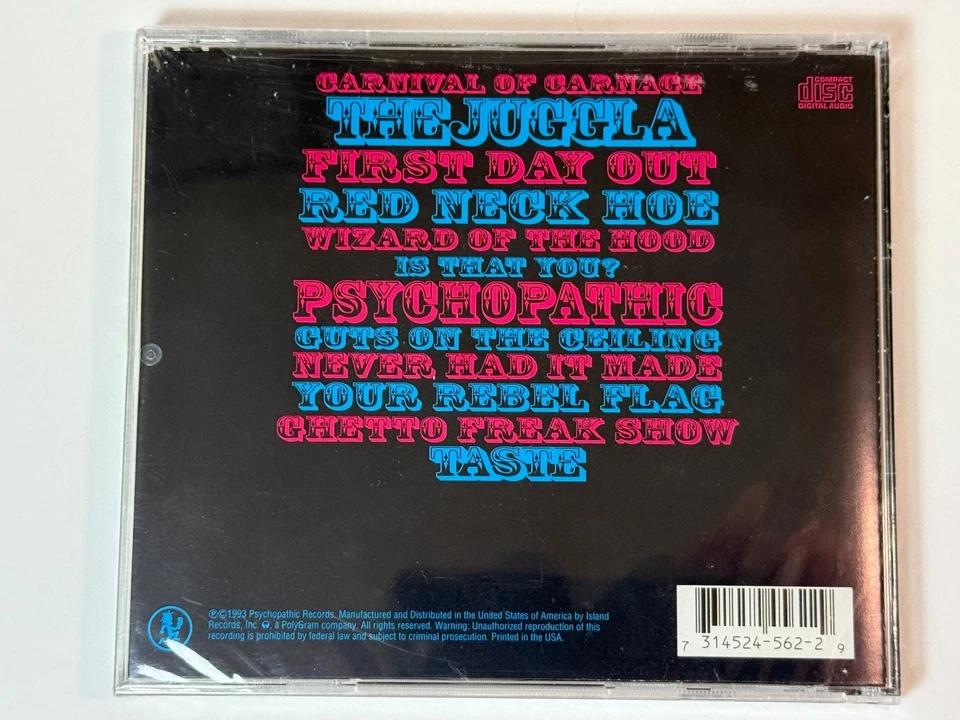 CARNIVAL OF CARNAGE
THE JUGGLA
FIRST DAY OUT
RED NECK HOE
WIZARD OF THE HOOD
IS THAT YOU?
PSYCHOPATHIC
GUTS ON THE CEILING
NEVER HAD IT MADE
YOUR REBEL FLAG
GHETTO FREAK SHOW
TASTE
COMPACT
disc
DIGITAL AUDIO
℗©1993 Psychopathic Records. Manufactured and Distributed in the United States of America by Island
Records, Inc. , a PolyGram company. All rights reserved. Warning: Unauthorized reproduction of this
recording is prohibited by federal law and subject to criminal prosecution. Printed in the USA.
7 314524-562-2 9